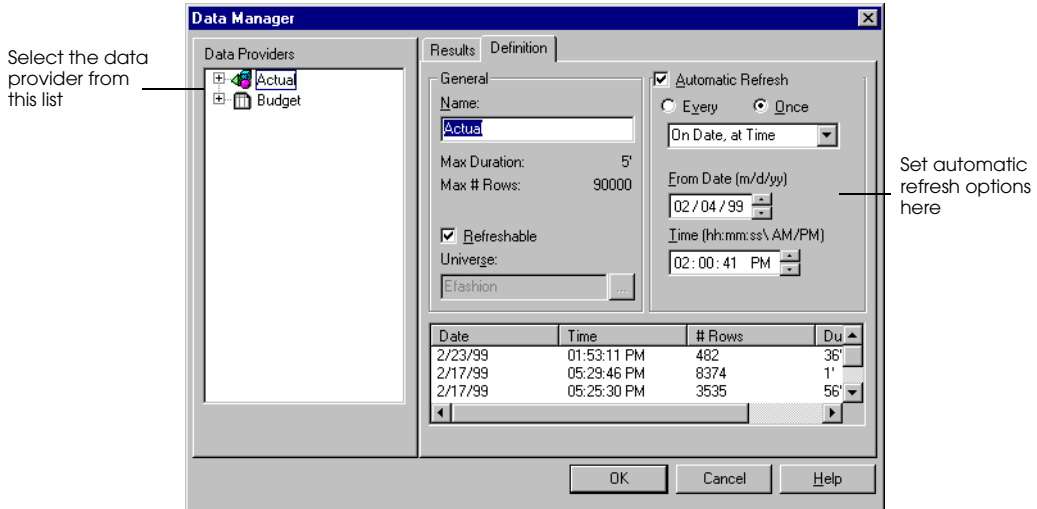 Data Manager
Select the data
provider from
this list
Data Providers
Actual
Budget
Results Definition
General
Name:
Actual
Max Duration: 5'
Max # Rows: 90000
Refreshable
Universe:
Efashion
...
Automatic Refresh
Every Once
On Date, at Time
From Date (m/d/yy)
02/04/99
Time (hh:mm:ss\ AM/PM)
02:00:41 PM
Set automatic
refresh options
here
Date Time # Rows Du
2/23/99 01:53:11 PM 482 36'
2/17/99 05:29:46 PM 8374 1'
2/17/99 05:25:30 PM 3535 56'
OK Cancel Help